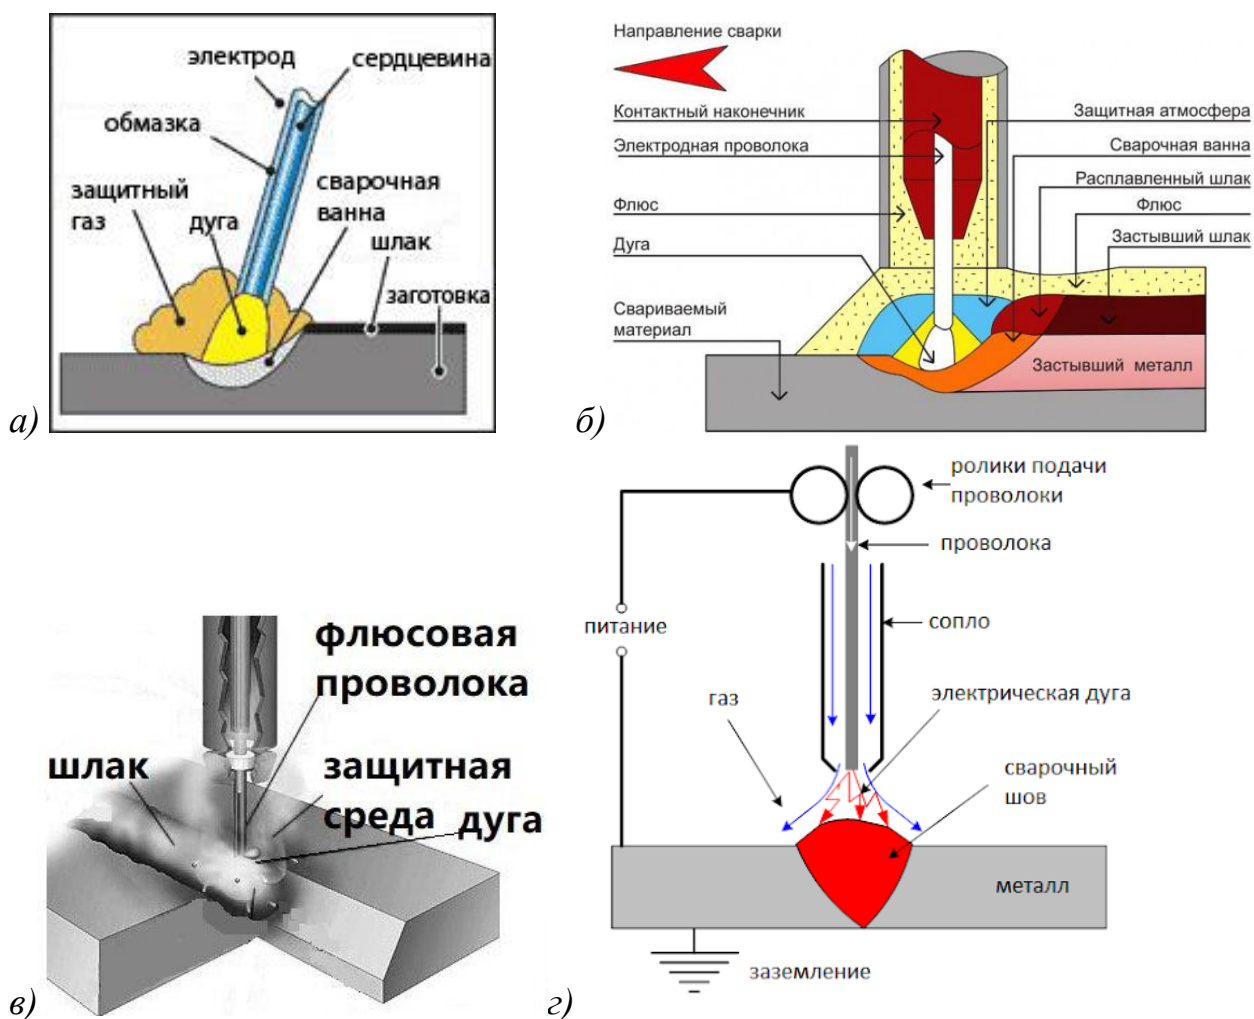 электрод
сердцевина
обмазка
защитный
газ
дуга
сварочная
ванна
шлак
заготовка
а)
Направление сварки
Контактный наконечник
Электродная проволока
Флюс
Дуга
Свариваемый
материал
Защитная атмосфера
Сварочная ванна
Расплавленный шлак
Флюс
Застывший шлак
Застывший металл
б)
флюсовая
проволока
шлак
защитная
среда
дуга
в)
ролики подачи
проволоки
проволока
питание
сопло
газ
электрическая дуга
сварочный
шов
металл
заземление
г)